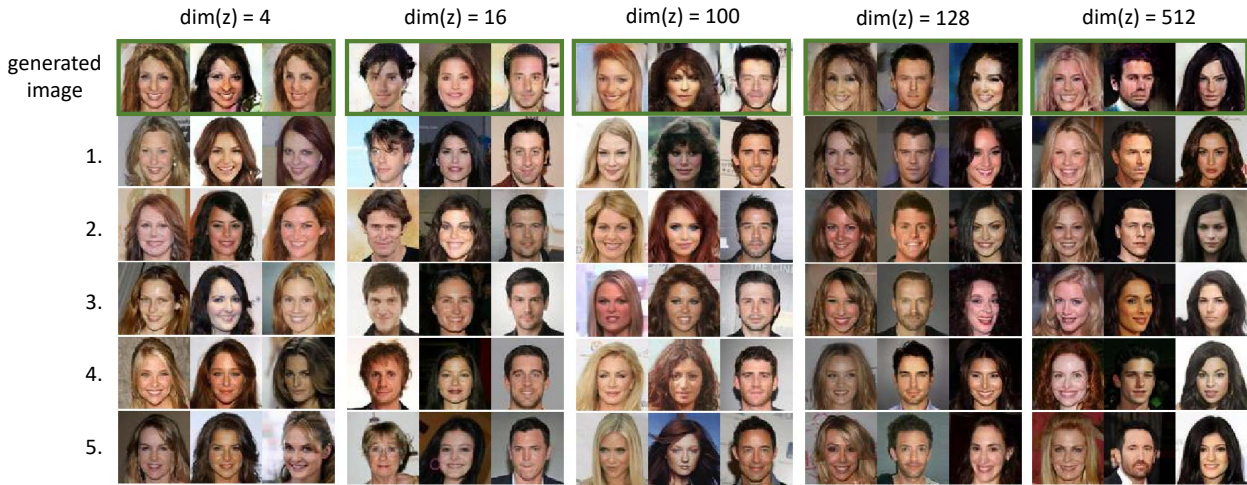 dim(z) = 4 dim(z) = 16 dim(z) = 100 dim(z) = 128 dim(z) = 512
generated
image
1.
2.
3.
4.
5.